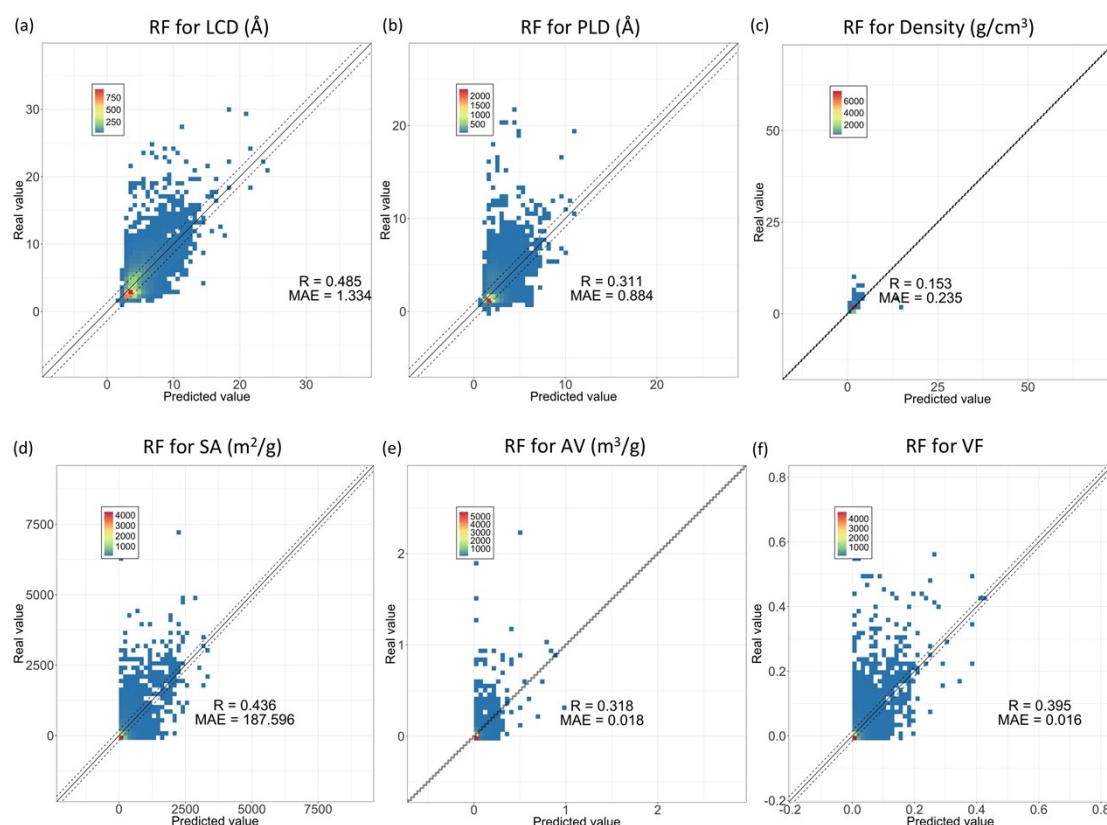 (a)
RF for LCD (Å)
Real value
30
20
10
0
750
500
250
R = 0.485
MAE = 1.334
0
10
20
30
Predicted value
(b)
RF for PLD (Å)
Real value
20
10
0
2000
1500
1000
500
R = 0.311
MAE = 0.884
0
10
20
Predicted value
(c)
RF for Density (g/cm³)
Real value
50
25
0
6000
4000
2000
R = 0.153
MAE = 0.235
0
25
50
Predicted value
(d)
RF for SA (m²/g)
Real value
7500
5000
2500
0
4000
3000
2000
1000
R = 0.436
MAE = 187.596
0
2500
5000
7500
Predicted value
(e)
RF for AV (m³/g)
Real value
2
1
0
5000
4000
3000
2000
1000
R = 0.318
MAE = 0.018
0
1
2
Predicted value
(f)
RF for VF
Real value
0.8
0.6
0.4
0.2
0.0
-0.2
4000
3000
2000
1000
R = 0.395
MAE = 0.016
0.0
0.2
0.4
0.6
0.8
Predicted value